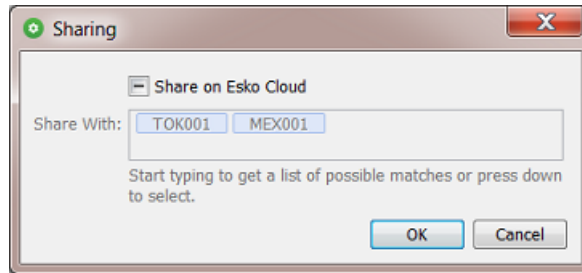 Sharing
Share on Esko Cloud
Share With: TOK001 MEX001
Start typing to get a list of possible matches or press down
to select.
OK Cancel